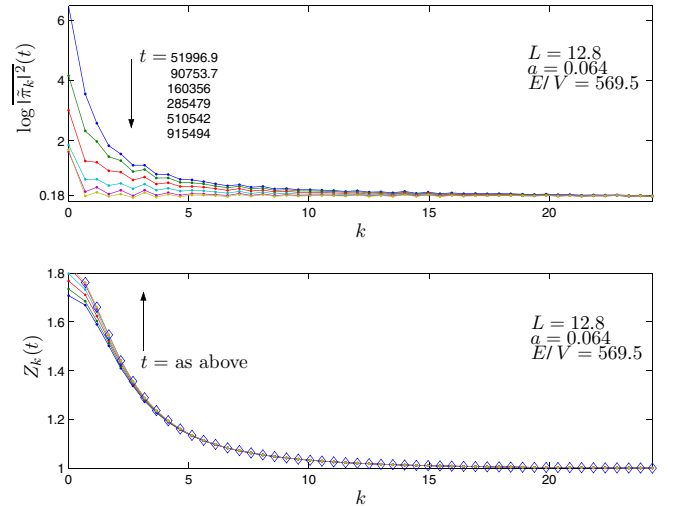 6
4
2
0.18
0 5 10 15 20
log |π̃k|²(t)
k
t = 51996.9
90753.7
160356
285479
510542
915494
L = 12.8
a = 0.064
E/V = 569.5
1.8
1.6
1.4
1.2
1
0 5 10 15 20
Zk(t)
k
t = as above
L = 12.8
a = 0.064
E/V = 569.5